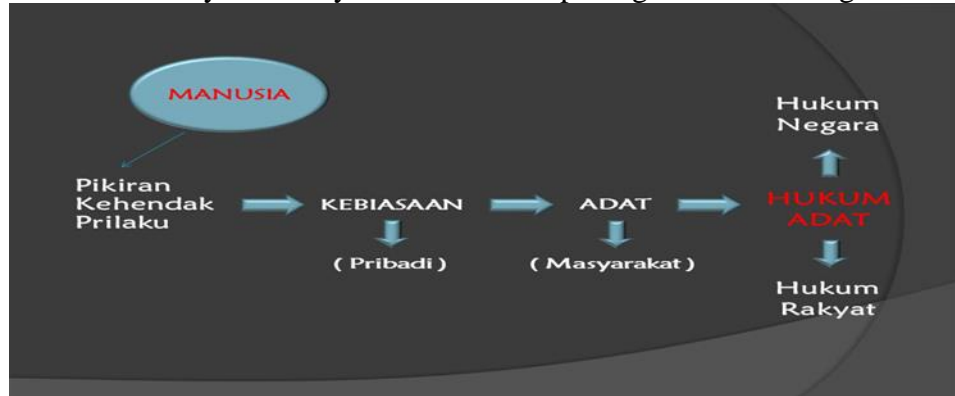 MANUSIA
Pikiran
Kehendak
Prilaku
KEBIASAAN
( Pribadi )
ADAT
( Masyarakat )
Hukum
Negara
HUKUM
ADAT
Hukum
Rakyat